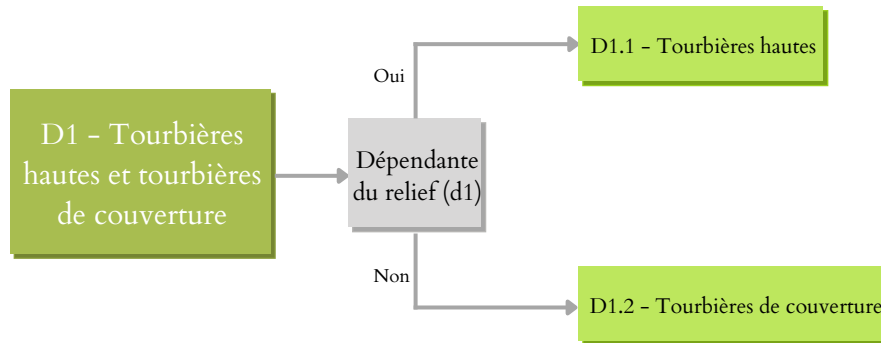 D1 - Tourbières
hautes et tourbières
de couverture
Dépendante
du relief (d1)
Oui
D1.1 - Tourbières hautes
Non
D1.2 - Tourbières de couverture